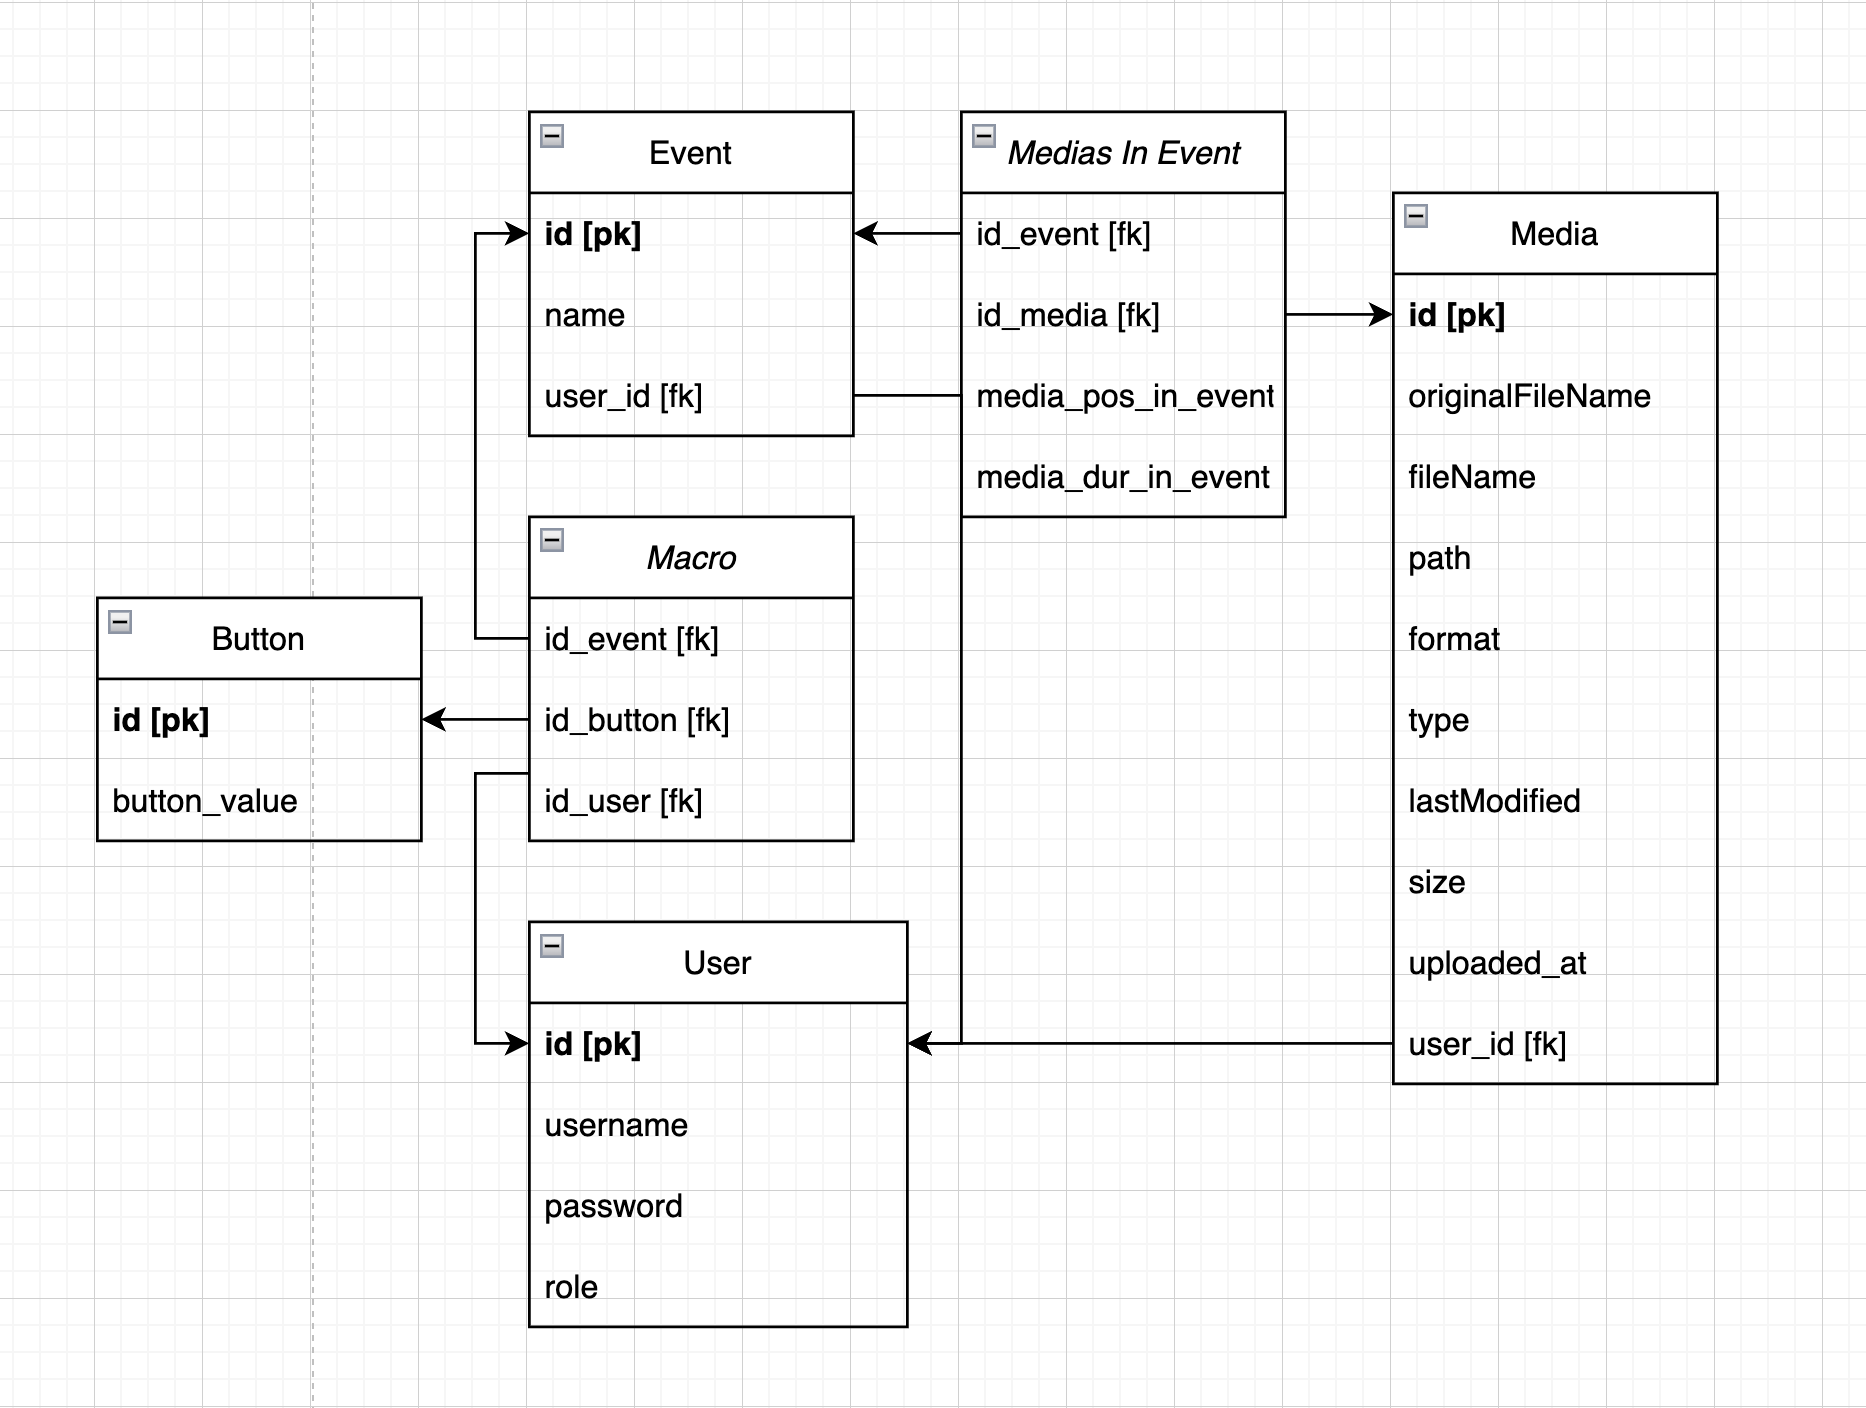 Event
id [pk]
name
user_id [fk]
Medias In Event
id_event [fk]
id_media [fk]
media_pos_in_event
media_dur_in_event
Media
id [pk]
originalFileName
fileName
path
format
type
lastModified
size
uploaded_at
user_id [fk]
Macro
id_event [fk]
id_button [fk]
id_user [fk]
Button
id [pk]
button_value
User
id [pk]
username
password
role